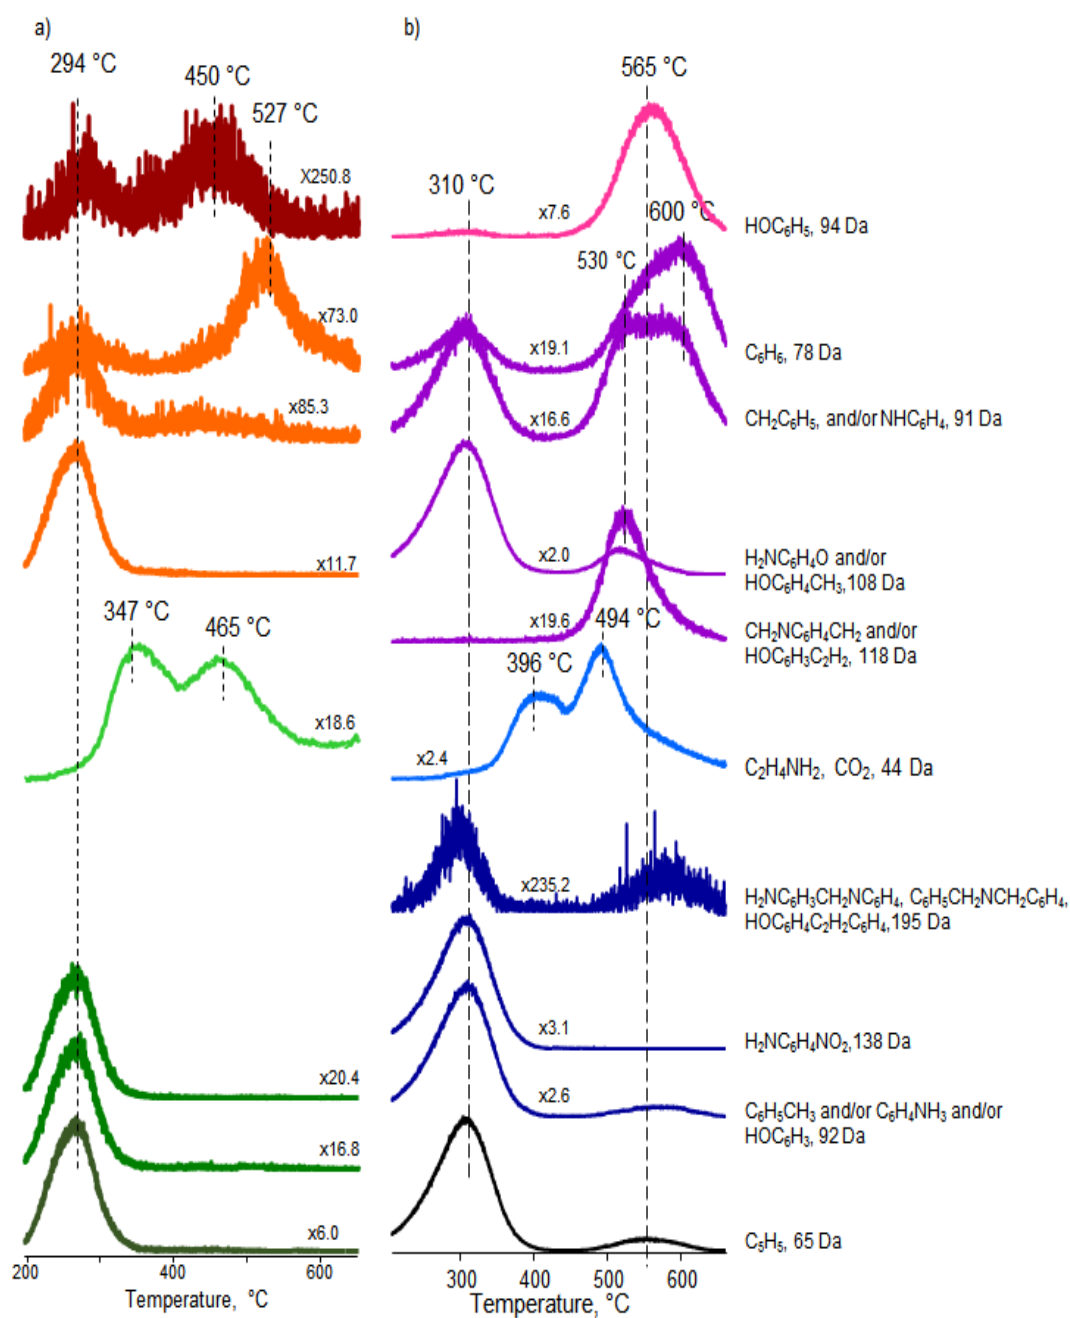 a)
b)
294 °C
450 °C
527 °C
X250.8
x73.0
x85.3
x11.7
347 °C
465 °C
x18.6
x20.4
x16.8
x6.0
200
400
600
Temperature, °C
565 °C
310 °C
x7.6
600 °C
HOC₆H₅, 94 Da
530 °C
x19.1
C₆H₆, 78 Da
x16.6
CH₂C₆H₅, and/or NHC₆H₄, 91 Da
x2.0
H₂NC₆H₄O and/or
HOC₆H₄CH₃,108 Da
x19.6
494 °C
CH₂NC₆H₄CH₂ and/or
HOC₆H₃C₂H₂, 118 Da
396 °C
x2.4
C₂H₄NH₂, CO₂, 44 Da
x235.2
H₂NC₆H₃CH₂NC₆H₄, C₆H₅CH₂NCH₂C₆H₄,
HOC₆H₄C₂H₂C₆H₄,195 Da
x3.1
H₂NC₆H₄NO₂,138 Da
x2.6
C₆H₅CH₃ and/or C₆H₄NH₃ and/or
HOC₆H₃, 92 Da
C₅H₅, 65 Da
300
400
500
600
Temperature, °C